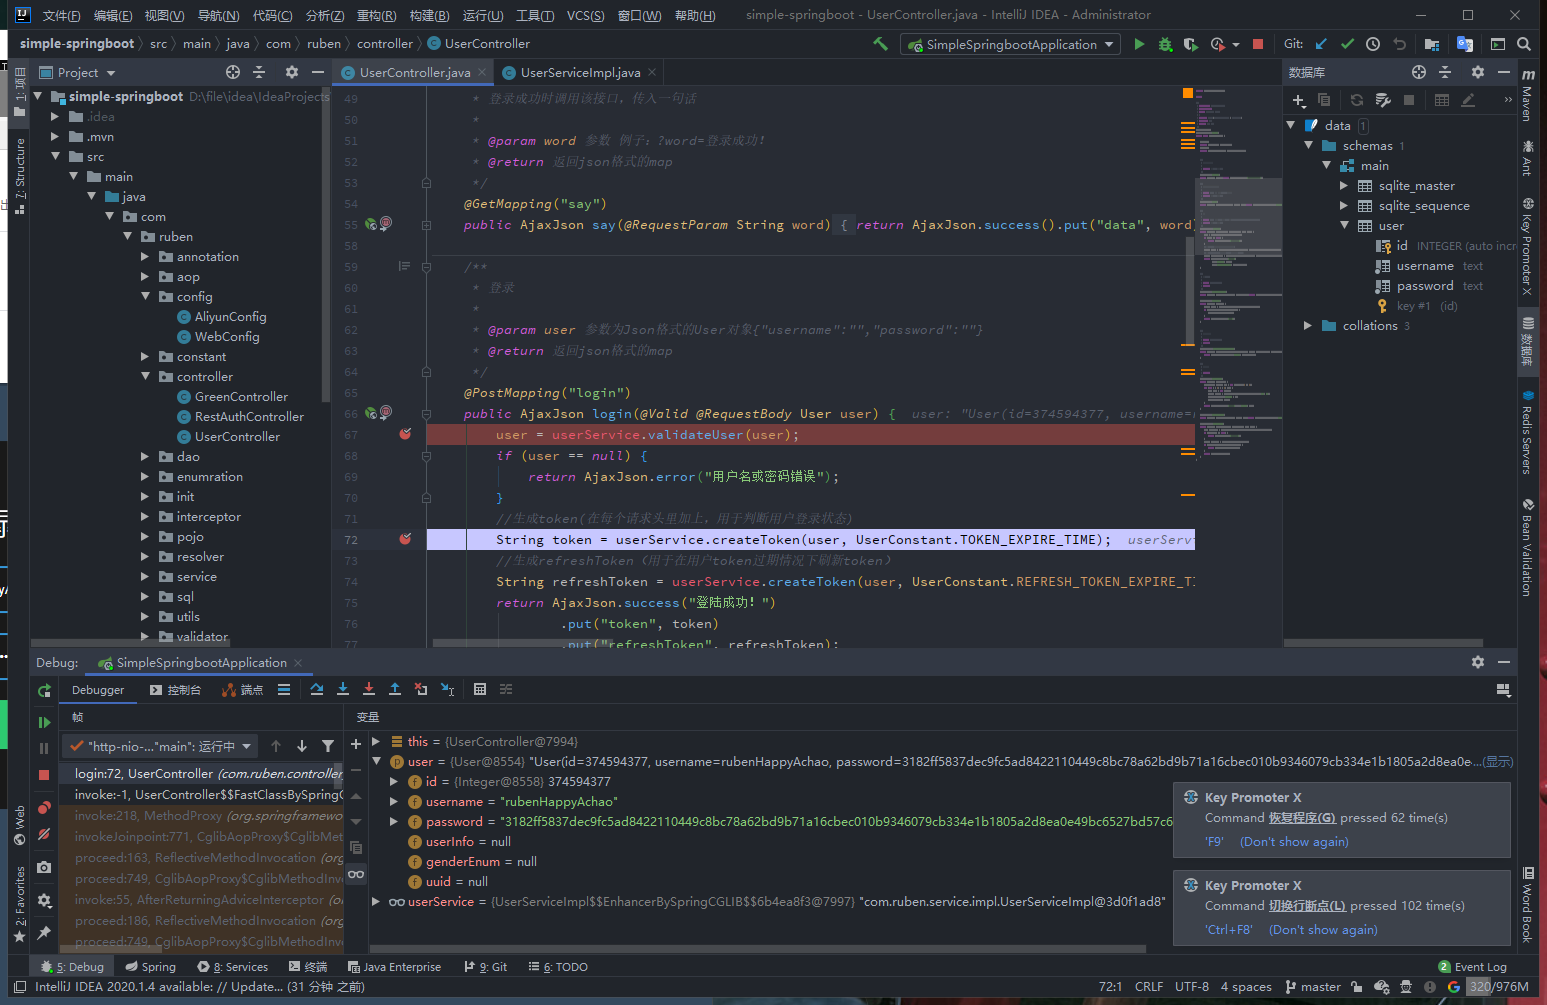 文件(F) 编辑(E) 视图(V) 导航(N) 代码(C) 分析(Z) 重构(R) 构建(B) 运行(U) 工具(T) VCS(S) 窗口(W) 帮助(H) simple-springboot - UserController.java - IntelliJ IDEA - Administrator
simple-springboot src main java com ruben controller UserController SimpleSpringbootApplication Git:
Project
UserController.java UserServiceImpl.java
数据库
simple-springboot D:\file\idea\IdeaProjects
.idea
.mvn
src
main
java
com
ruben
annotation
aop
config
AliyunConfig
WebConfig
constant
controller
GreenController
RestAuthController
UserController
dao
enumration
init
interceptor
pojo
resolver
service
sql
utils
validator
49 * 登录成功时调用该接口，传入一句话
50 *
51 * @param word 参数 例子：?word=登录成功！
52 * @return 返回json格式的map
53 */
54 @GetMapping("say")
55 public AjaxJson say(@RequestParam String word) { return AjaxJson.success().put("data", word)
58
59 /**
60 * 登录
61 *
62 * @param user 参数为Json格式的User对象{"username":"","password":""}
63 * @return 返回json格式的map
64 */
65 @PostMapping("login")
66 public AjaxJson login(@Valid @RequestBody User user) { user: "User(id=374594377, username=
67 user = userService.validateUser(user);
68 if (user == null) {
69 return AjaxJson.error("用户名或密码错误");
70 }
71 //生成token(在每个请求头里加上，用于判断用户登录状态)
72 String token = userService.createToken(user, UserConstant.TOKEN_EXPIRE_TIME); userServi
73 //生成refreshToken（用于在用户token过期情况下刷新token）
74 String refreshToken = userService.createToken(user, UserConstant.REFRESH_TOKEN_EXPIRE_TI
75 return AjaxJson.success("登陆成功！")
76 .put("token", token)
77 .put("refreshToken", refreshToken);
data 1
schemas 1
main
sqlite_master
sqlite_sequence
user
id INTEGER (auto incr
username text
password text
key #1 (id)
collations 3
1: 项目
7: Structure
Web
2: Favorites
Maven
Ant
Key Promoter X
数据库
Redis Servers
Bean Validation
Word Book
Debug: SimpleSpringbootApplication
Debugger 控制台 端点
帧
变量
"http-nio-..."main": 运行中
login:72, UserController (com.ruben.controller
invoke:-1, UserController$$FastClassBySpringC
invoke:218, MethodProxy (org.springframewo
invokeJoinpoint:771, CglibAopProxy$CglibMet
proceed:163, ReflectiveMethodInvocation (org
proceed:749, CglibAopProxy$CglibMethodInv
invoke:55, AfterReturningAdviceInterceptor (o
proceed:186, ReflectiveMethodInvocation (org
proceed:749, CglibAopProxy$CglibMethodInv
this = {UserController@7994}
user = {User@8554} "User(id=374594377, username=rubenHappyAchao, password=3182ff5837dec9fc5ad8422110449c8bc78a62bd9b71a16cbec010b9346079cb334e1b1805a2d8ea0e-...(显示)
id = {Integer@8558} 374594377
username = "rubenHappyAchao"
password = "3182ff5837dec9fc5ad8422110449c8bc78a62bd9b71a16cbec010b9346079cb334e1b1805a2d8ea0e49bc6527bd57c6
userInfo = null
genderEnum = null
uuid = null
userService = {UserServiceImpl$$EnhancerBySpringCGLIB$$6b4ea8f3@7997} "com.ruben.service.impl.UserServiceImpl@3d0f1ad8"
Key Promoter X
Command 恢复程序(G) pressed 62 time(s)
'F9' (Don't show again)
Key Promoter X
Command 切换行断点(L) pressed 102 time(s)
'Ctrl+F8' (Don't show again)
5: Debug Spring 8: Services 终端 Java Enterprise 9: Git 6: TODO 2 Event Log
IntelliJ IDEA 2020.1.4 available: // Update... (31 分钟 之前) 72:1 CRLF UTF-8 4 spaces master 320/976M